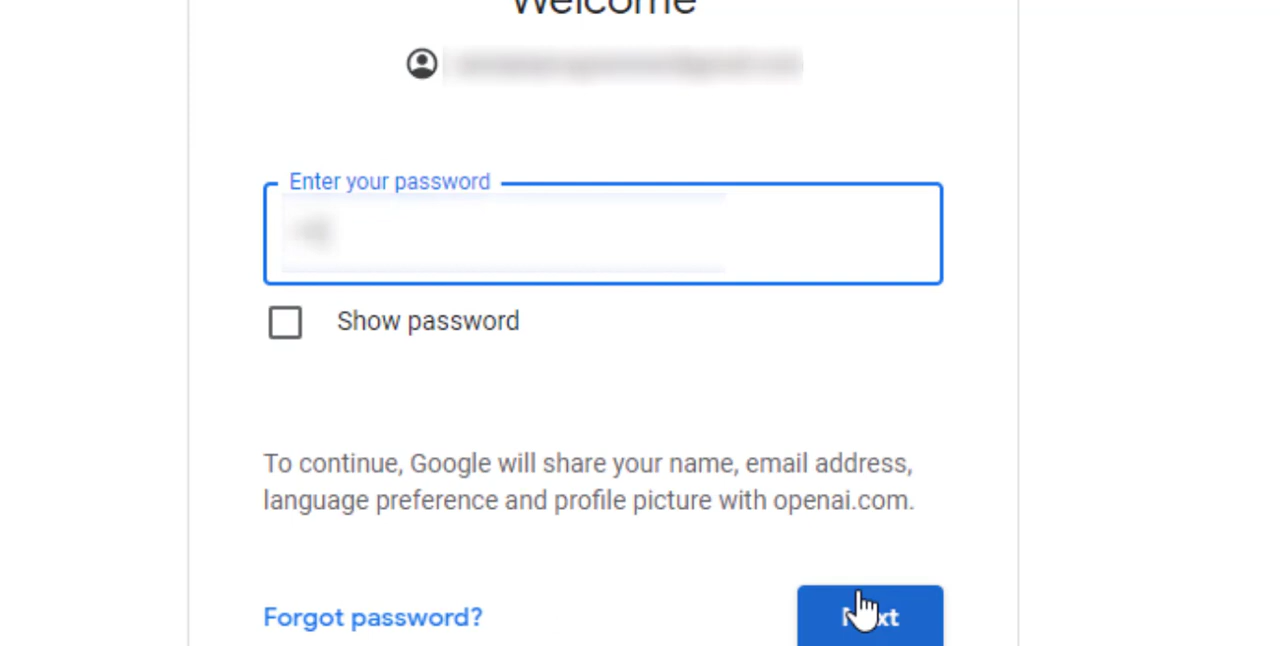 Welcome
Enter your password
Show password
To continue, Google will share your name, email address,
language preference and profile picture with openai.com.
Forgot password?
Next